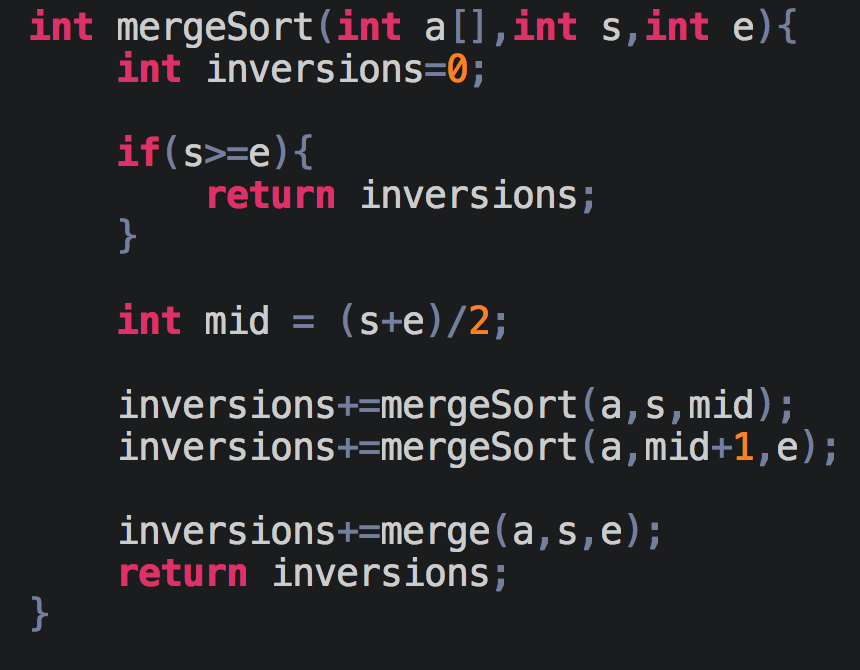 int mergeSort(int a[],int s,int e){
    int inversions=0;

    if(s>=e){
        return inversions;
    }

    int mid = (s+e)/2;

    inversions+=mergeSort(a,s,mid);
    inversions+=mergeSort(a,mid+1,e);

    inversions+=merge(a,s,e);
    return inversions;
}